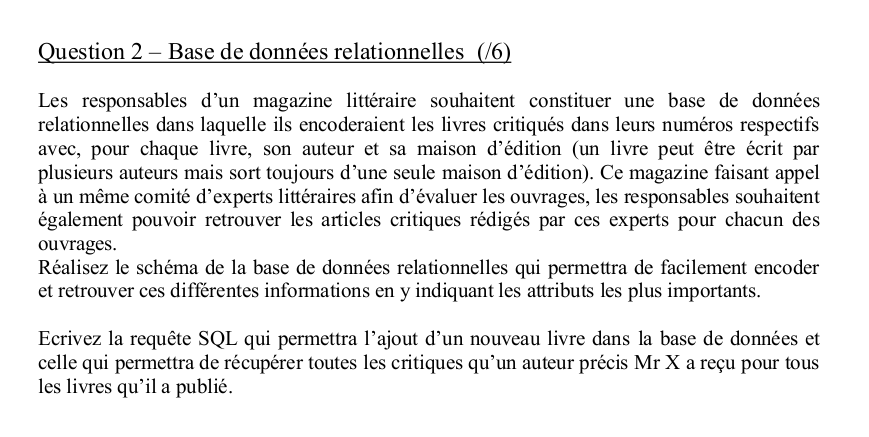 Question 2 – Base de données relationnelles (/6)
Les responsables d’un magazine littéraire souhaitent constituer une base de données
relationnelles dans laquelle ils encoderaient les livres critiqués dans leurs numéros respectifs
avec, pour chaque livre, son auteur et sa maison d’édition (un livre peut être écrit par
plusieurs auteurs mais sort toujours d’une seule maison d’édition). Ce magazine faisant appel
à un même comité d’experts littéraires afin d’évaluer les ouvrages, les responsables souhaitent
également pouvoir retrouver les articles critiques rédigés par ces experts pour chacun des
ouvrages.
Réalisez le schéma de la base de données relationnelles qui permettra de facilement encoder
et retrouver ces différentes informations en y indiquant les attributs les plus importants.
Ecrivez la requête SQL qui permettra l’ajout d’un nouveau livre dans la base de données et
celle qui permettra de récupérer toutes les critiques qu’un auteur précis Mr X a reçu pour tous
les livres qu’il a publié.